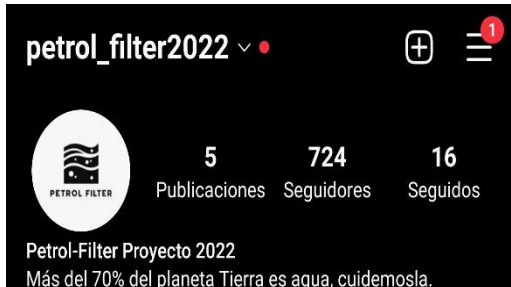 petrol_filter2022
1
PETROL FILTER
5 724 16
Publicaciones Seguidores Seguidos
Petrol-Filter Proyecto 2022
Más del 70% del planeta Tierra es agua, cuidemosla.